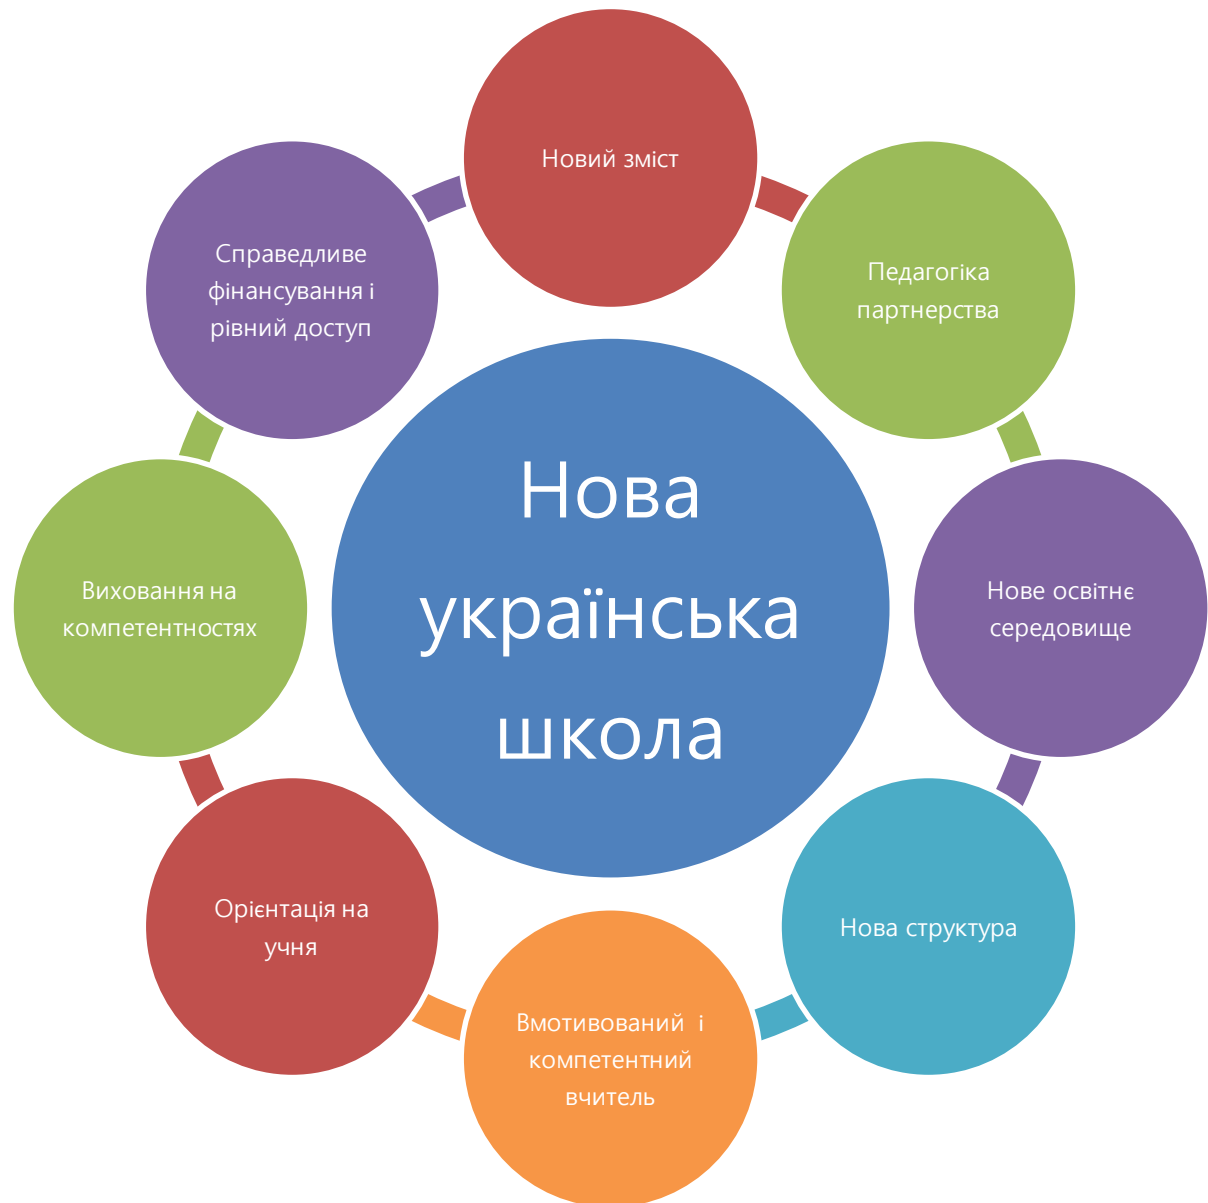 Новий зміст
Педагогіка
партнерства
Нове освітнє
середовище
Нова структура
Вмотивований і
компетентний
вчитель
Орієнтація на
учня
Виховання на
компетентностях
Справедливе
фінансування і
рівний доступ
Нова
українська
школа